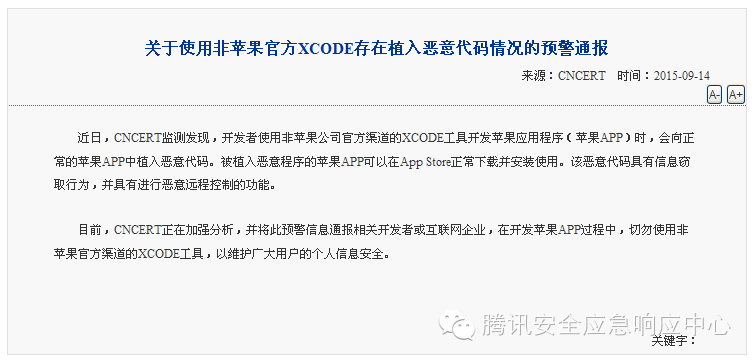 关于使用非苹果官方XCODE存在植入恶意代码情况的预警通报
来源：CNCERT 时间：2015-09-14
A- A+
近日，CNCERT监测发现，开发者使用非苹果公司官方渠道的XCODE工具开发苹果应用程序（苹果APP）时，会向正
常的苹果APP中植入恶意代码。被植入恶意程序的苹果APP可以在App Store正常下载并安装使用。该恶意代码具有信息窃
取行为，并具有进行恶意远程控制的功能。
目前，CNCERT正在加强分析，并将此预警信息通报相关开发者或互联网企业，在开发苹果APP过程中，切勿使用非
苹果官方渠道的XCODE工具，以维护广大用户的个人信息安全。
腾讯安全应急响应中心
关键字：